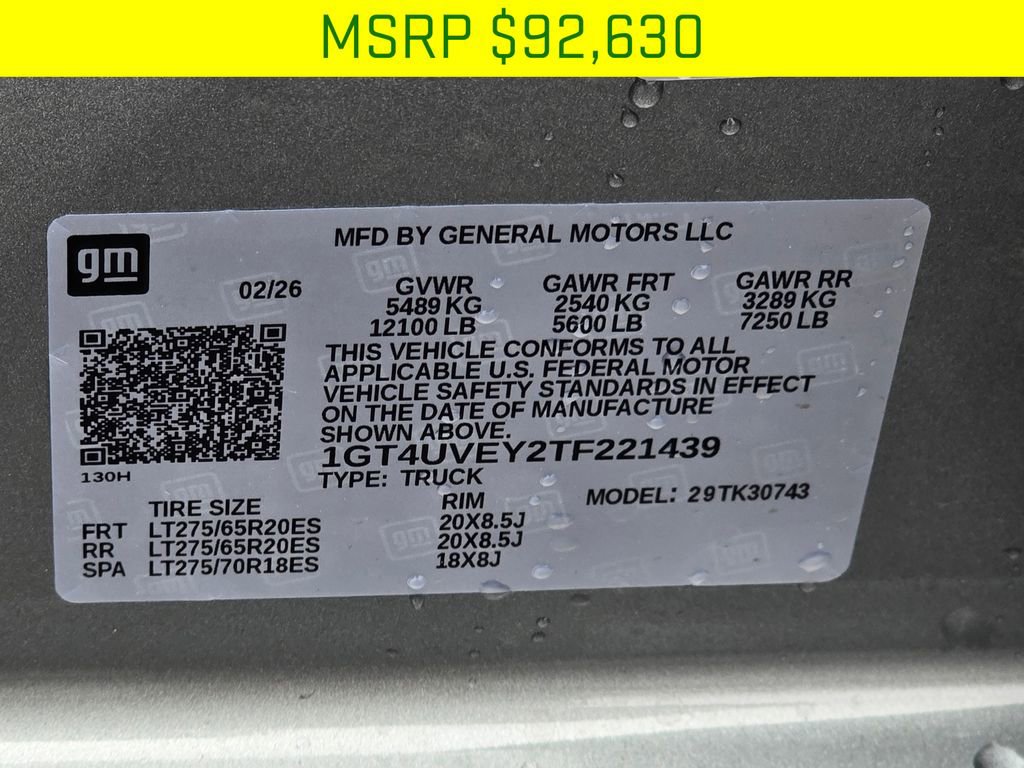 MSRP $92,630
gm
MFD BY GENERAL MOTORS LLC
02/26
GVWR GAWR FRT GAWR RR
5489 KG 2540 KG 3289 KG
12100 LB 5600 LB 7250 LB
THIS VEHICLE CONFORMS TO ALL
APPLICABLE U.S. FEDERAL MOTOR
VEHICLE SAFETY STANDARDS IN EFFECT
ON THE DATE OF MANUFACTURE
SHOWN ABOVE.
1GT4UVEY2TF221439
130H
TYPE: TRUCK
TIRE SIZE RIM MODEL: 29TK30743
FRT LT275/65R20ES 20X8.5J
RR LT275/65R20ES 20X8.5J
SPA LT275/70R18ES 18X8J